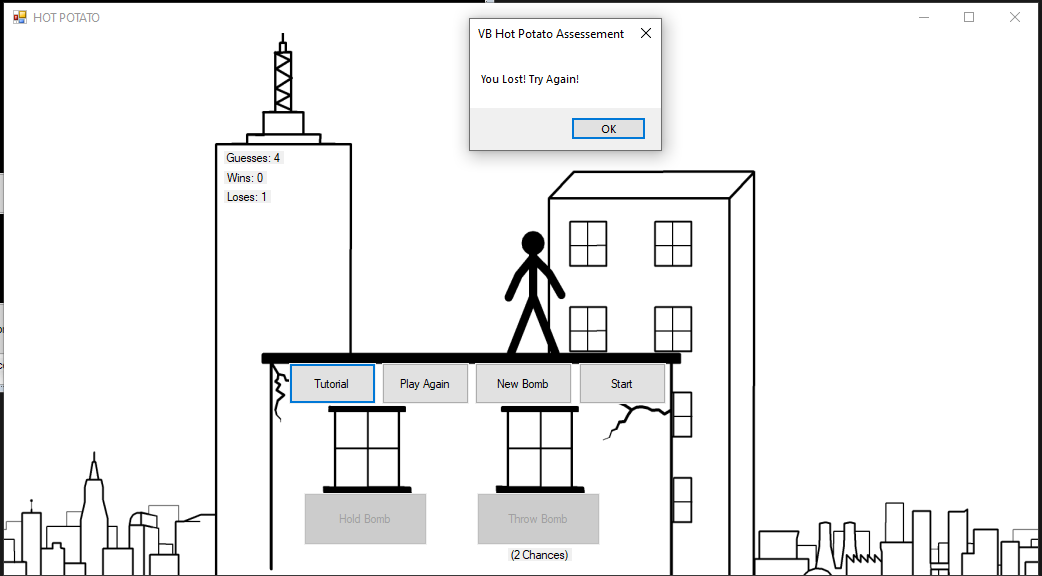 HOT POTATO
VB Hot Potato Assessement
You Lost! Try Again!
OK
Guesses: 4
Wins: 0
Loses: 1
Tutorial
Play Again
New Bomb
Start
Hold Bomb
Throw Bomb
(2 Chances)